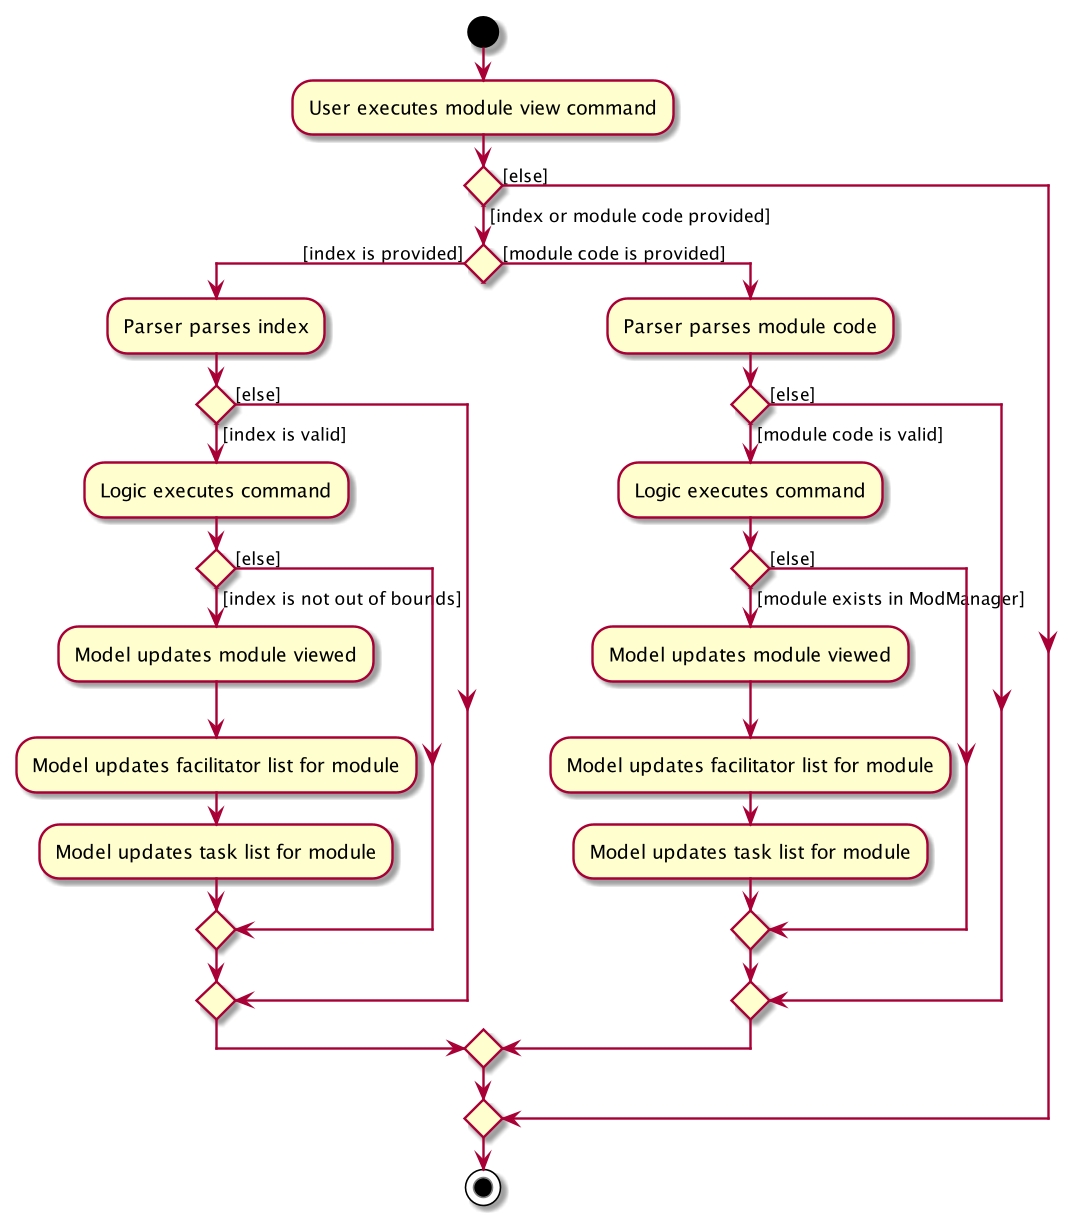 User executes module view command
[else]
[index or module code provided]
[index is provided]
[module code is provided]
Parser parses index
Parser parses module code
[else]
[else]
[index is valid]
[module code is valid]
Logic executes command
Logic executes command
[else]
[else]
[index is not out of bounds]
[module exists in ModManager]
Model updates module viewed
Model updates module viewed
Model updates facilitator list for module
Model updates facilitator list for module
Model updates task list for module
Model updates task list for module